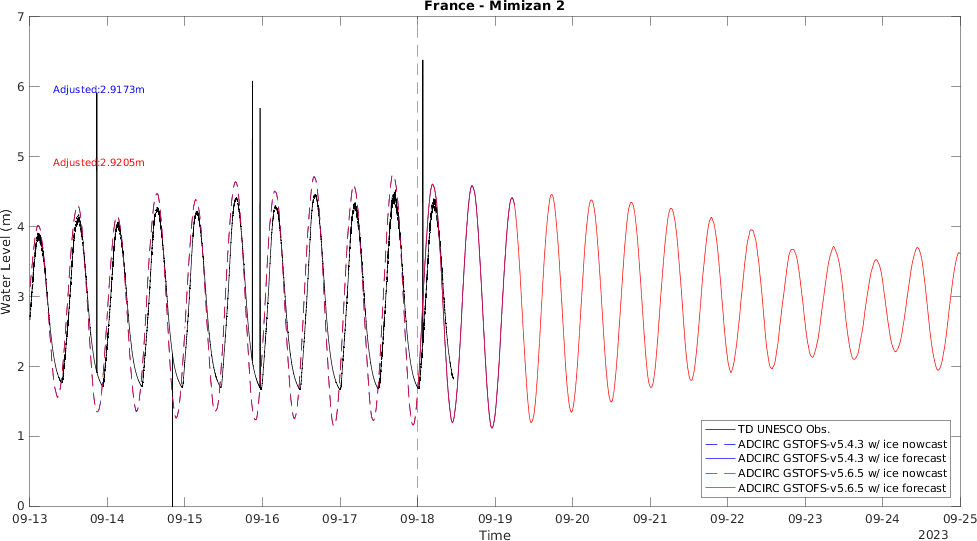 France - Mimizan 2
7
6
5
4
3
2
1
0
Water Level (m)
Adjusted:2.9173m
Adjusted:2.9205m
TD UNESCO Obs.
ADCIRC GSTOFS-v5.4.3 w/ ice nowcast
ADCIRC GSTOFS-v5.4.3 w/ ice forecast
ADCIRC GSTOFS-v5.6.5 w/ ice nowcast
ADCIRC GSTOFS-v5.6.5 w/ ice forecast
09-13 09-14 09-15 09-16 09-17 09-18 09-19 09-20 09-21 09-22 09-23 09-24 09-25
Time
2023